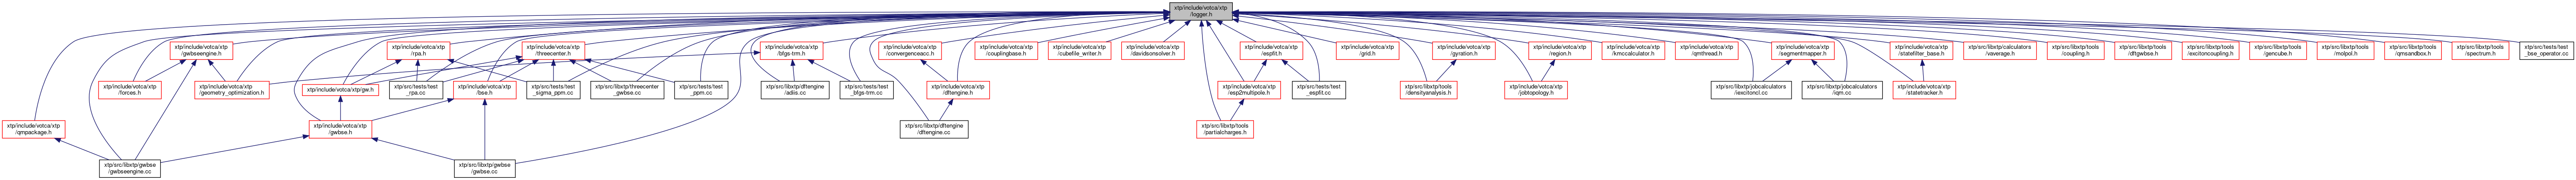 xtp/include/votca/xtp
/logger.h
xtp/include/votca/xtp
/gwbseengine.h
xtp/include/votca/xtp
/rpa.h
xtp/include/votca/xtp
/threecenter.h
xtp/include/votca/xtp
/bfgs-trm.h
xtp/include/votca/xtp
/convergenceacc.h
xtp/include/votca/xtp
/couplingbase.h
xtp/include/votca/xtp
/cubefile_writer.h
xtp/include/votca/xtp
/davidsonsolver.h
xtp/include/votca/xtp
/espfit.h
xtp/include/votca/xtp
/grid.h
xtp/include/votca/xtp
/gyration.h
xtp/include/votca/xtp
/region.h
xtp/include/votca/xtp
/kmccalculator.h
xtp/include/votca/xtp
/qmthread.h
xtp/include/votca/xtp
/segmentmapper.h
xtp/include/votca/xtp
/statefilter_base.h
xtp/src/libxtp/calculators
/vaverage.h
xtp/src/libxtp/tools
/coupling.h
xtp/src/libxtp/tools
/dftgwbse.h
xtp/src/libxtp/tools
/excitoncoupling.h
xtp/src/libxtp/tools
/gencube.h
xtp/src/libxtp/tools
/molpol.h
xtp/src/libxtp/tools
/qmsandbox.h
xtp/src/libxtp/tools
/spectrum.h
xtp/src/tests/test
_bse_operator.cc
xtp/include/votca/xtp
/forces.h
xtp/include/votca/xtp
/geometry_optimization.h
xtp/include/votca/xtp/gw.h
xtp/src/tests/test
_rpa.cc
xtp/include/votca/xtp
/bse.h
xtp/src/tests/test
_sigma_ppm.cc
xtp/src/libxtp/threecenter
_gwbse.cc
xtp/src/tests/test
_ppm.cc
xtp/src/libxtp/dftengine
/adiis.cc
xtp/src/tests/test
_bfgs-trm.cc
xtp/include/votca/xtp
/dftengine.h
xtp/include/votca/xtp
/esp2multipole.h
xtp/src/tests/test
_espfit.cc
xtp/src/libxtp/tools
/densityanalysis.h
xtp/include/votca/xtp
/jobtopology.h
xtp/src/libxtp/jobcalculators
/iexcitoncl.cc
xtp/src/libxtp/jobcalculators
/iqm.cc
xtp/include/votca/xtp
/statetracker.h
xtp/include/votca/xtp
/qmpackage.h
xtp/include/votca/xtp
/gwbse.h
xtp/src/libxtp/dftengine
/dftengine.cc
xtp/src/libxtp/tools
/partialcharges.h
xtp/src/libxtp/gwbse
/gwbseengine.cc
xtp/src/libxtp/gwbse
/gwbse.cc